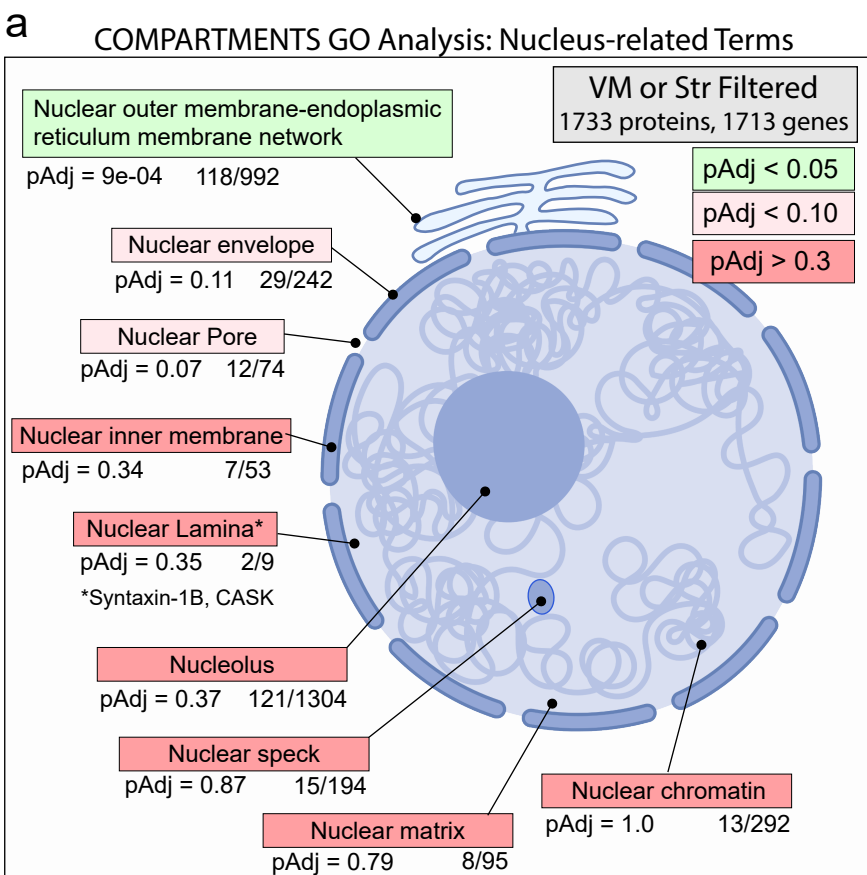 a
COMPARTMENTS GO Analysis: Nucleus-related Terms
VM or Str Filtered
1733 proteins, 1713 genes
pAdj < 0.05
pAdj < 0.10
pAdj > 0.3
Nuclear outer membrane-endoplasmic
reticulum membrane network
pAdj = 9e-04 118/992
Nuclear envelope
pAdj = 0.11 29/242
Nuclear Pore
pAdj = 0.07 12/74
Nuclear inner membrane
pAdj = 0.34 7/53
Nuclear Lamina*
pAdj = 0.35 2/9
*Syntaxin-1B, CASK
Nucleolus
pAdj = 0.37 121/1304
Nuclear speck
pAdj = 0.87 15/194
Nuclear matrix
pAdj = 0.79 8/95
Nuclear chromatin
pAdj = 1.0 13/292